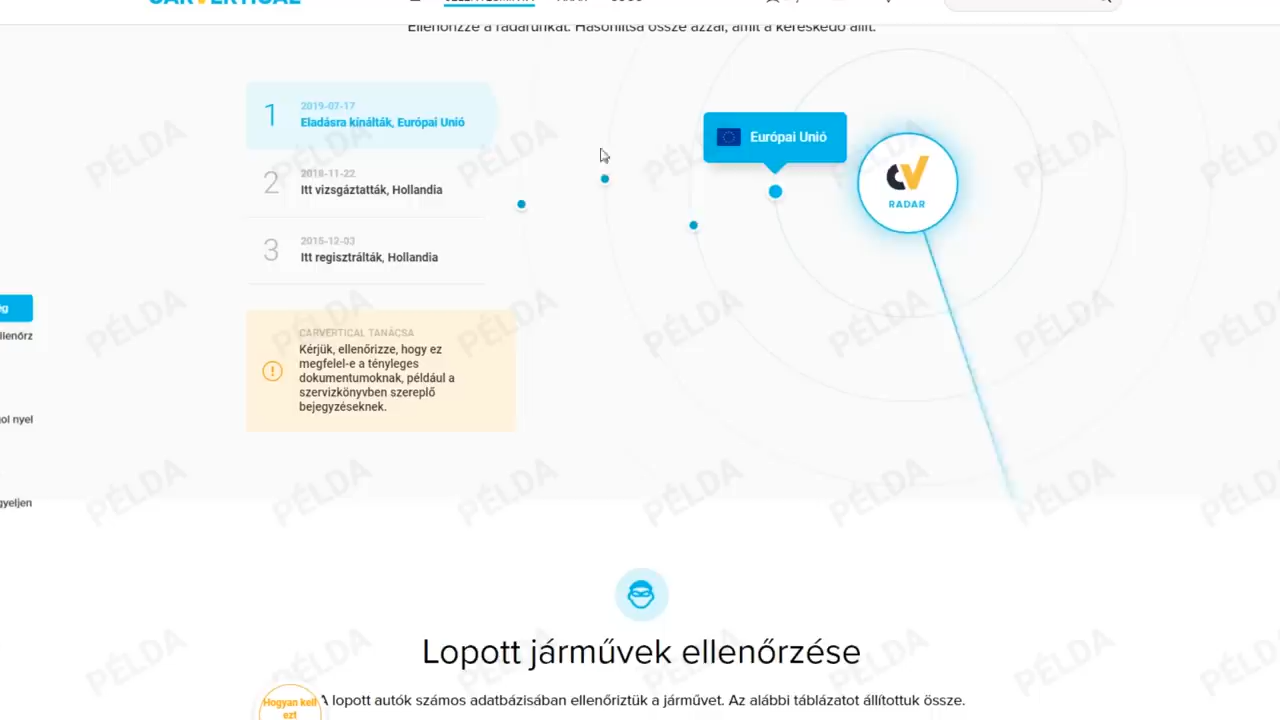 CARVERTICAL
Ellenőrizze a radarunkat. Hasonlítsa össze azzal, amit a kereskedő állít.
1
2019-07-17
Eladásra kínálták, Európai Unió
2
2018-11-22
Itt vizsgáztatták, Hollandia
3
2015-12-03
Itt regisztrálták, Hollandia
Európai Unió
CV
RADAR
CARVERTICAL TANÁCSA
Kérjük, ellenőrizze, hogy ez
megfelel-e a tényleges
dokumentumoknak, például a
szervizkönyvben szereplő
bejegyzéseknek.
PÉLDA
Lopott járművek ellenőrzése
A lopott autók számos adatbázisában ellenőriztük a járművet. Az alábbi táblázatot állítottuk össze.
Hogyan kell
ezt